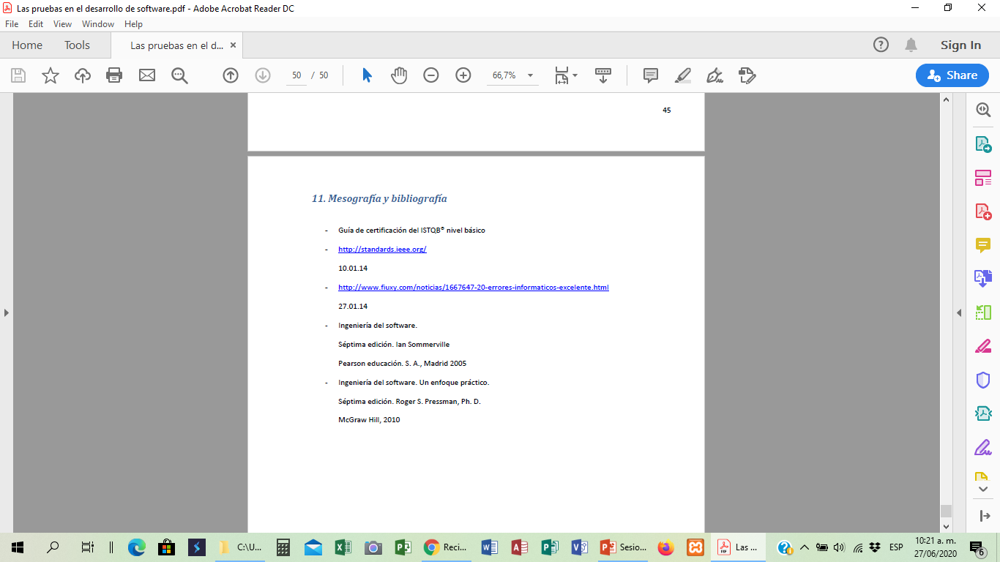 Las pruebas en el desarrollo de software.pdf - Adobe Acrobat Reader DC
File Edit View Window Help
Home Tools Las pruebas en el d... × Sign In
50 / 50 66,7% Share
45
11. Mesografía y bibliografía
- Guía de certificación del ISTQB® nivel básico
- http://standards.ieee.org/
10.01.14
- http://www.fiuxy.com/noticias/1667647-20-errores-informaticos-excelente.html
27.01.14
- Ingeniería del software.
Séptima edición. Ian Sommerville
Pearson educación. S. A., Madrid 2005
- Ingeniería del software. Un enfoque práctico.
Séptima edición. Roger S. Pressman, Ph. D.
McGraw Hill, 2010
C:\U... Reci... Sesio... Las ... ESP 10:21 a. m.
27/06/2020 6